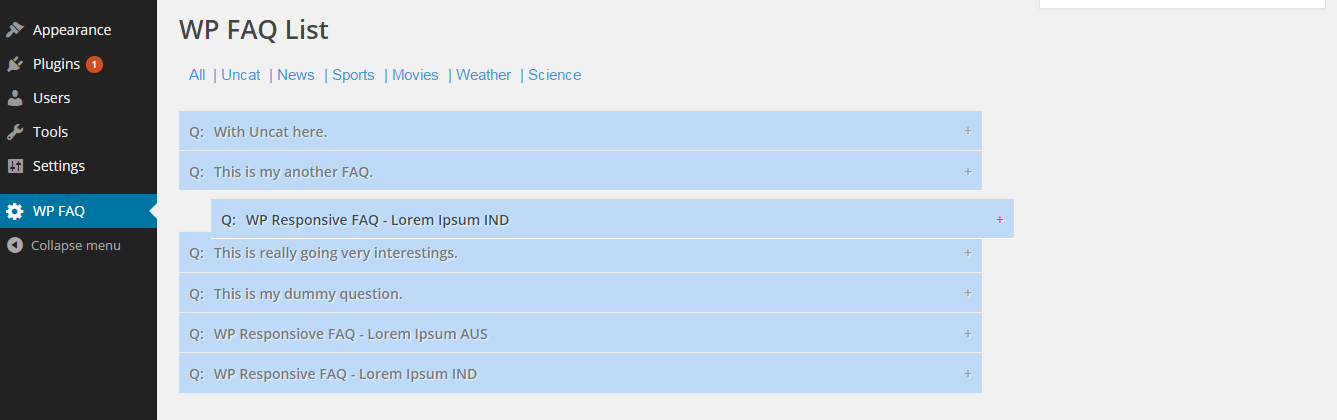 Appearance
Plugins 1
Users
Tools
Settings
WP FAQ
Collapse menu
WP FAQ List
All | Uncat | News | Sports | Movies | Weather | Science
Q: With Uncat here. +
Q: This is my another FAQ. +
Q: WP Responsive FAQ - Lorem Ipsum IND +
Q: This is really going very interestings. +
Q: This is my dummy question. +
Q: WP Responsiove FAQ - Lorem Ipsum AUS +
Q: WP Responsive FAQ - Lorem Ipsum IND +